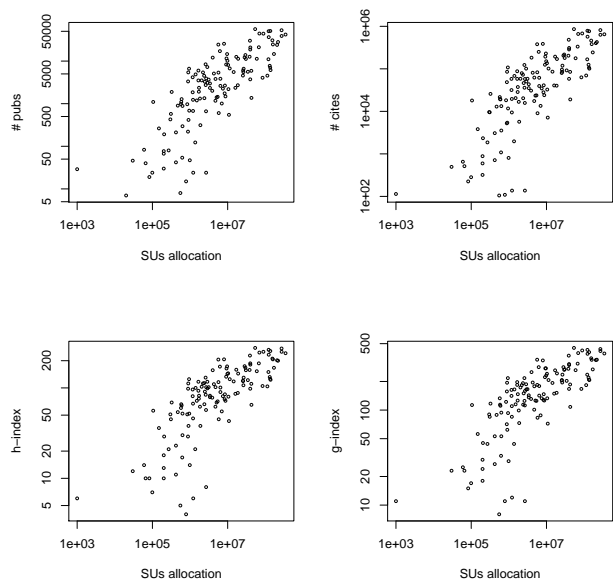 # pubs
5 50 500 5000 50000
1e+03 1e+05 1e+07
SUs allocation
# cites
1e+02 1e+04 1e+06
1e+03 1e+05 1e+07
SUs allocation
h-index
5 10 20 50 100 200
1e+03 1e+05 1e+07
SUs allocation
g-index
10 20 50 100 200 500
1e+03 1e+05 1e+07
SUs allocation